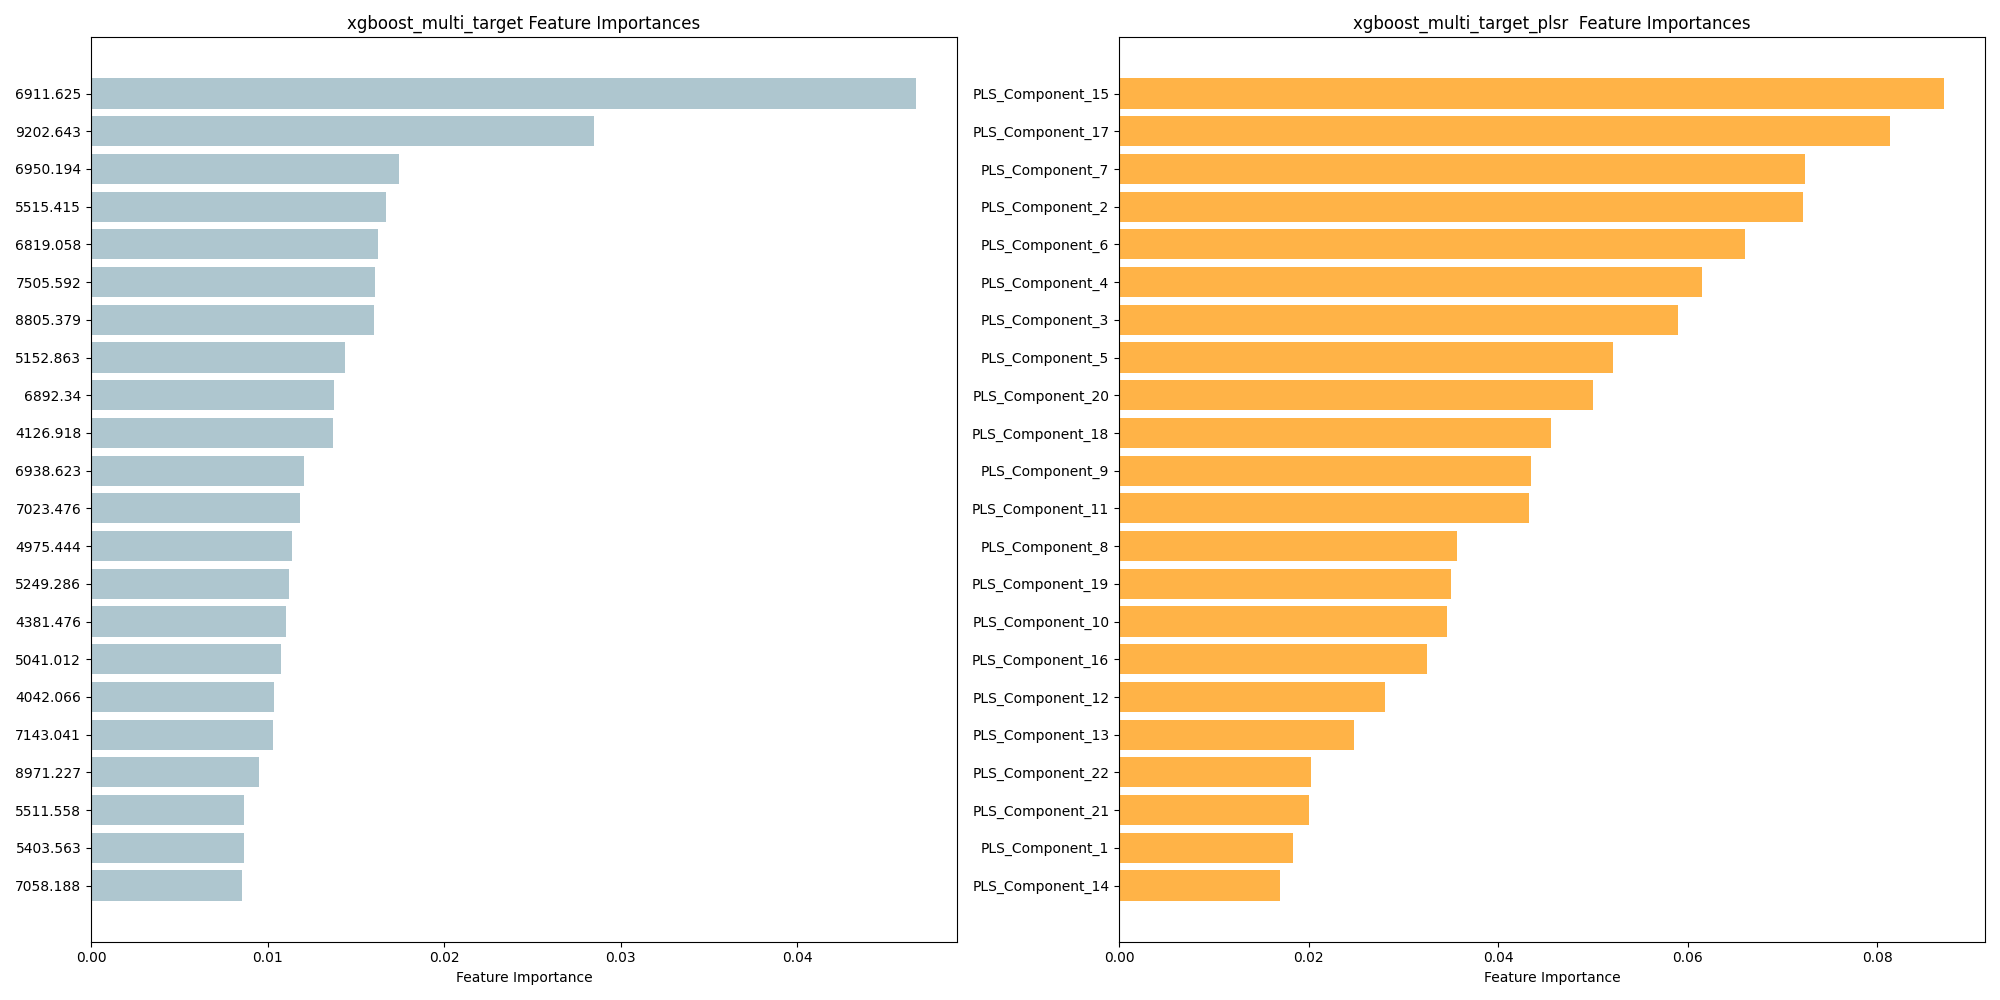 xgboost_multi_target Feature Importances
6911.625
9202.643
6950.194
5515.415
6819.058
7505.592
8805.379
5152.863
6892.34
4126.918
6938.623
7023.476
4975.444
5249.286
4381.476
5041.012
4042.066
7143.041
8971.227
5511.558
5403.563
7058.188
0.00 0.01 0.02 0.03 0.04
Feature Importance
xgboost_multi_target_plsr  Feature Importances
PLS_Component_15
PLS_Component_17
PLS_Component_7
PLS_Component_2
PLS_Component_6
PLS_Component_4
PLS_Component_3
PLS_Component_5
PLS_Component_20
PLS_Component_18
PLS_Component_9
PLS_Component_11
PLS_Component_8
PLS_Component_19
PLS_Component_10
PLS_Component_16
PLS_Component_12
PLS_Component_13
PLS_Component_22
PLS_Component_21
PLS_Component_1
PLS_Component_14
0.00 0.02 0.04 0.06 0.08
Feature Importance